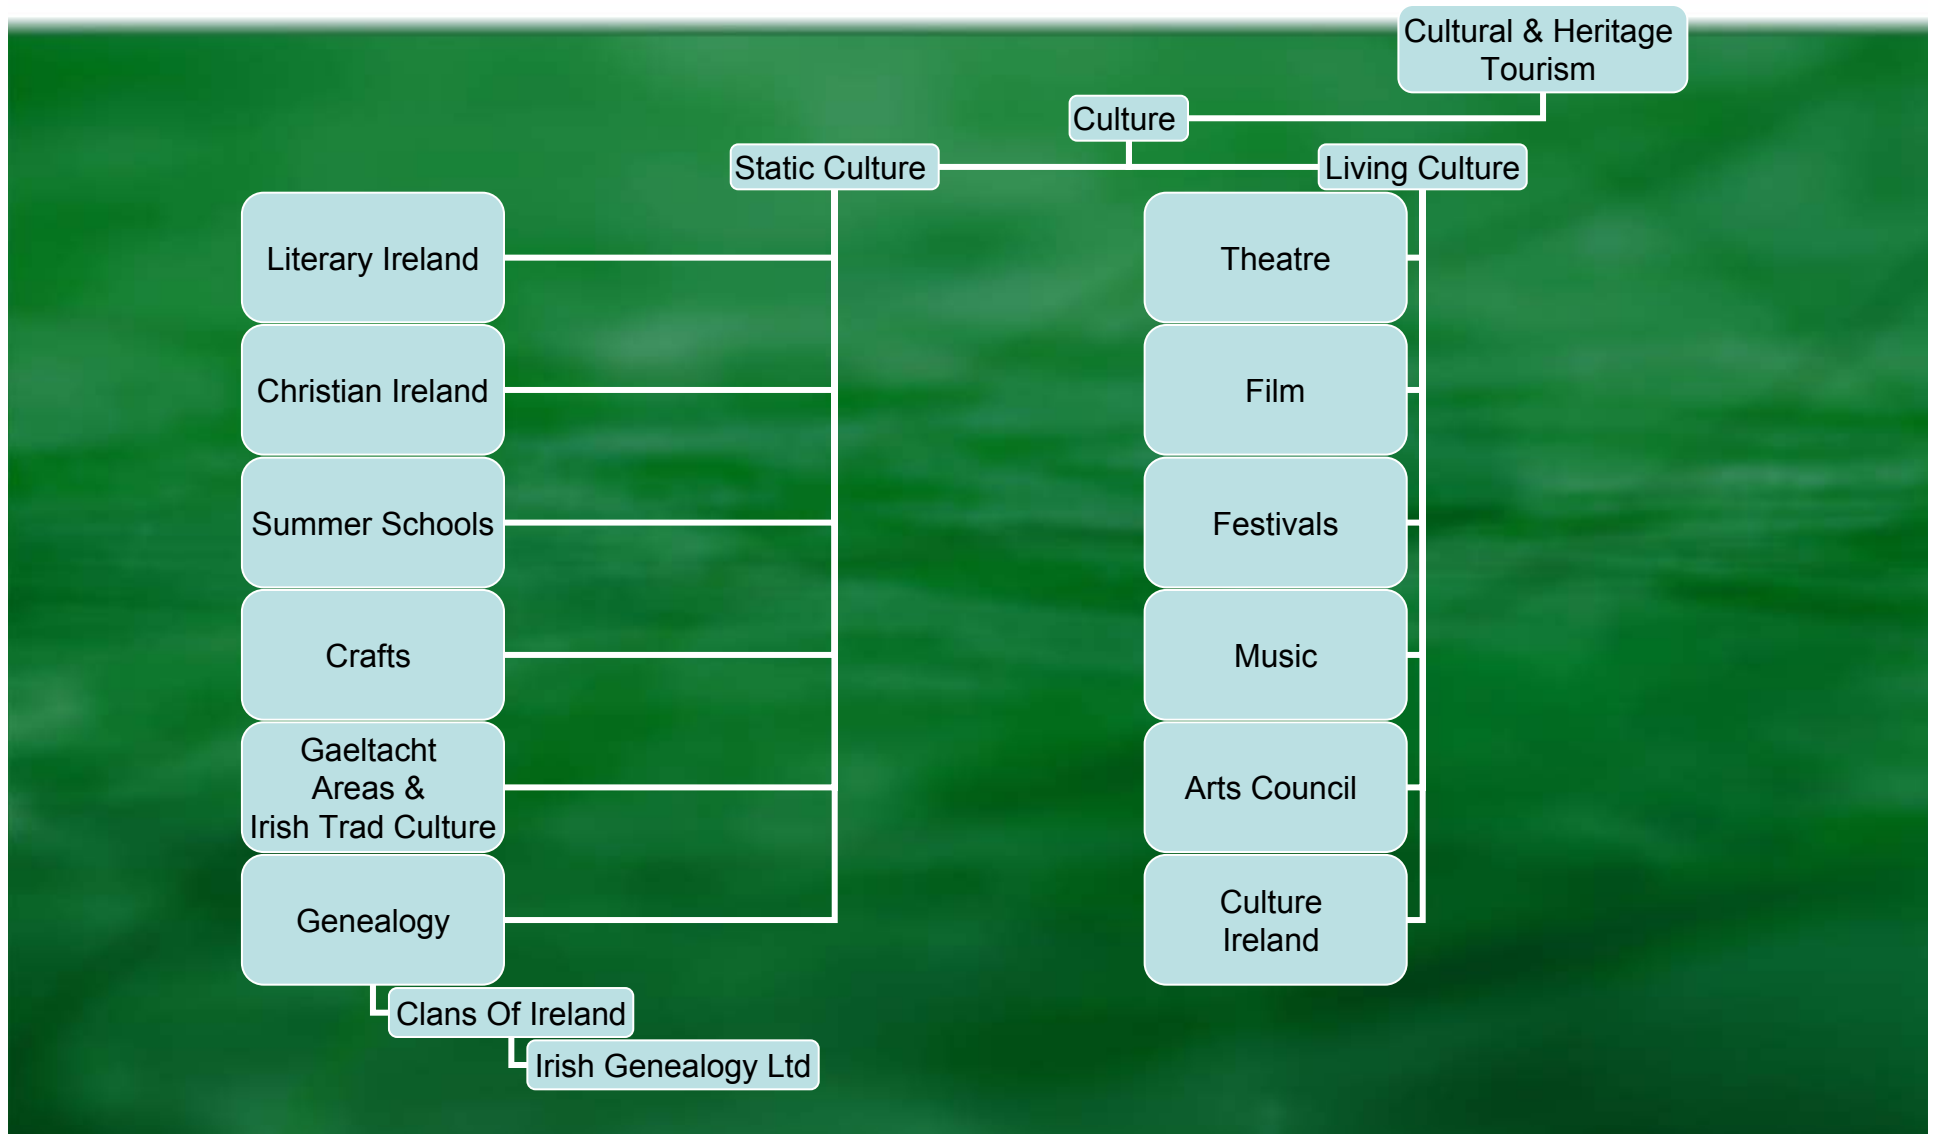 Cultural & Heritage
Tourism
Culture
Static Culture
Living Culture
Literary Ireland
Christian Ireland
Summer Schools
Crafts
Gaeltacht
Areas &
Irish Trad Culture
Genealogy
Clans Of Ireland
Irish Genealogy Ltd
Theatre
Film
Festivals
Music
Arts Council
Culture
Ireland